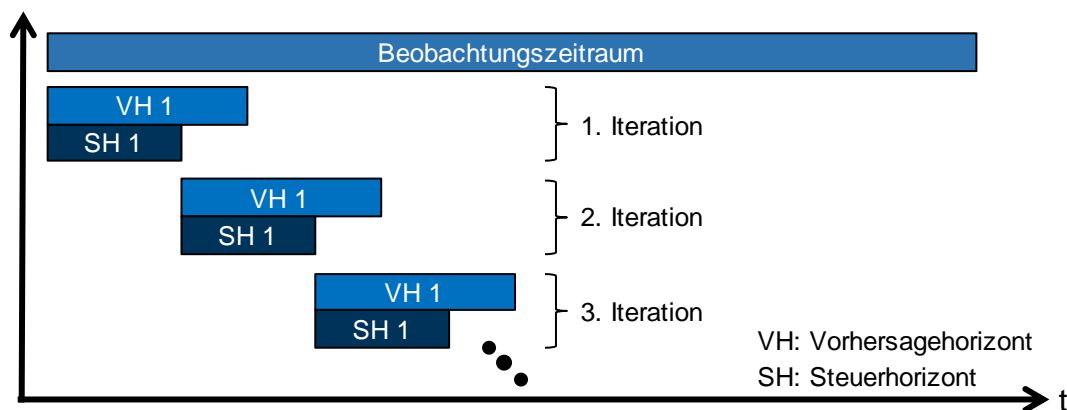 Beobachtungszeitraum
VH 1
SH 1
1. Iteration
VH 1
SH 1
2. Iteration
VH 1
SH 1
3. Iteration
VH: Vorhersagehorizont
SH: Steuerhorizont
t